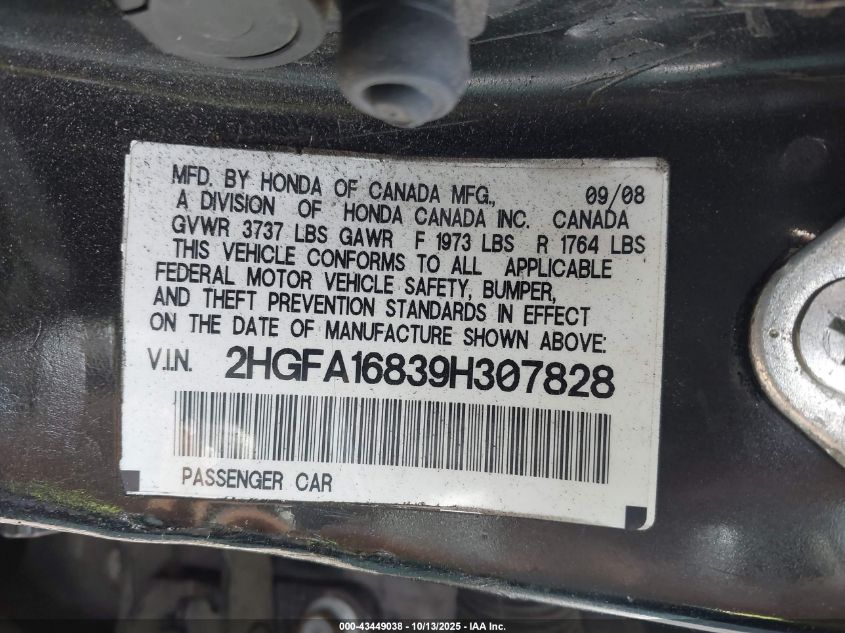 MFD. BY HONDA OF CANADA MFG., 09/08
A DIVISION OF HONDA CANADA INC. CANADA
GVWR 3737 LBS GAWR F 1973 LBS R 1764 LBS
THIS VEHICLE CONFORMS TO ALL APPLICABLE
FEDERAL MOTOR VEHICLE SAFETY, BUMPER,
AND THEFT PREVENTION STANDARDS IN EFFECT
ON THE DATE OF MANUFACTURE SHOWN ABOVE:
V.I.N. 2HGFA16839H307828
PASSENGER CAR
000-43449038 - 10/13/2025 - IAA Inc.